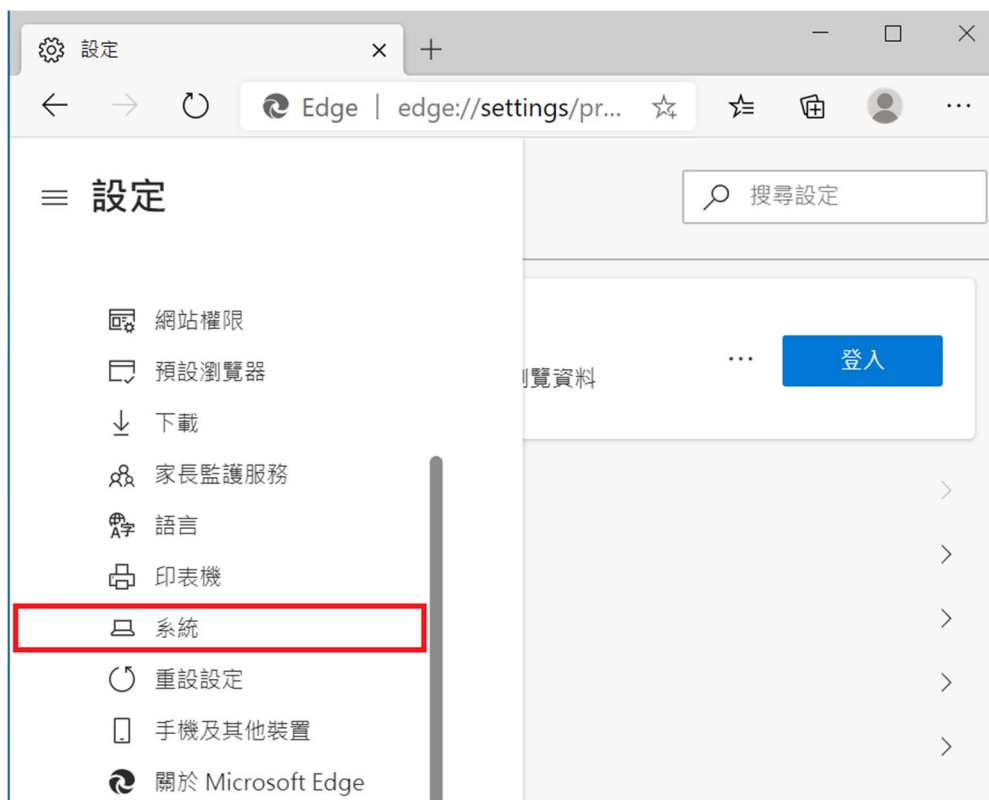 設定
Edge | edge://settings/pr...
設定
搜尋設定
網站權限
預設瀏覽器
登入
覽資料
下載
家長監護服務
語言
印表機
系統
重設設定
手機及其他裝置
關於 Microsoft Edge